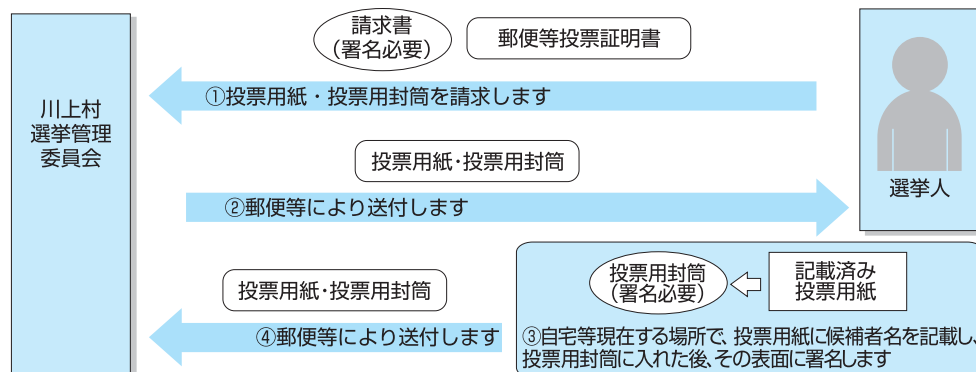 請求書
(署名必要)
郵便等投票証明書
①投票用紙・投票用封筒を請求します
川上村
選挙管理
委員会
選挙人
投票用紙・投票用封筒
②郵便等により送付します
投票用封筒
(署名必要)
記載済み
投票用紙
③自宅等現在する場所で、投票用紙に候補者名を記載し、
投票用封筒に入れた後、その表面に署名します
投票用紙・投票用封筒
④郵便等により送付します